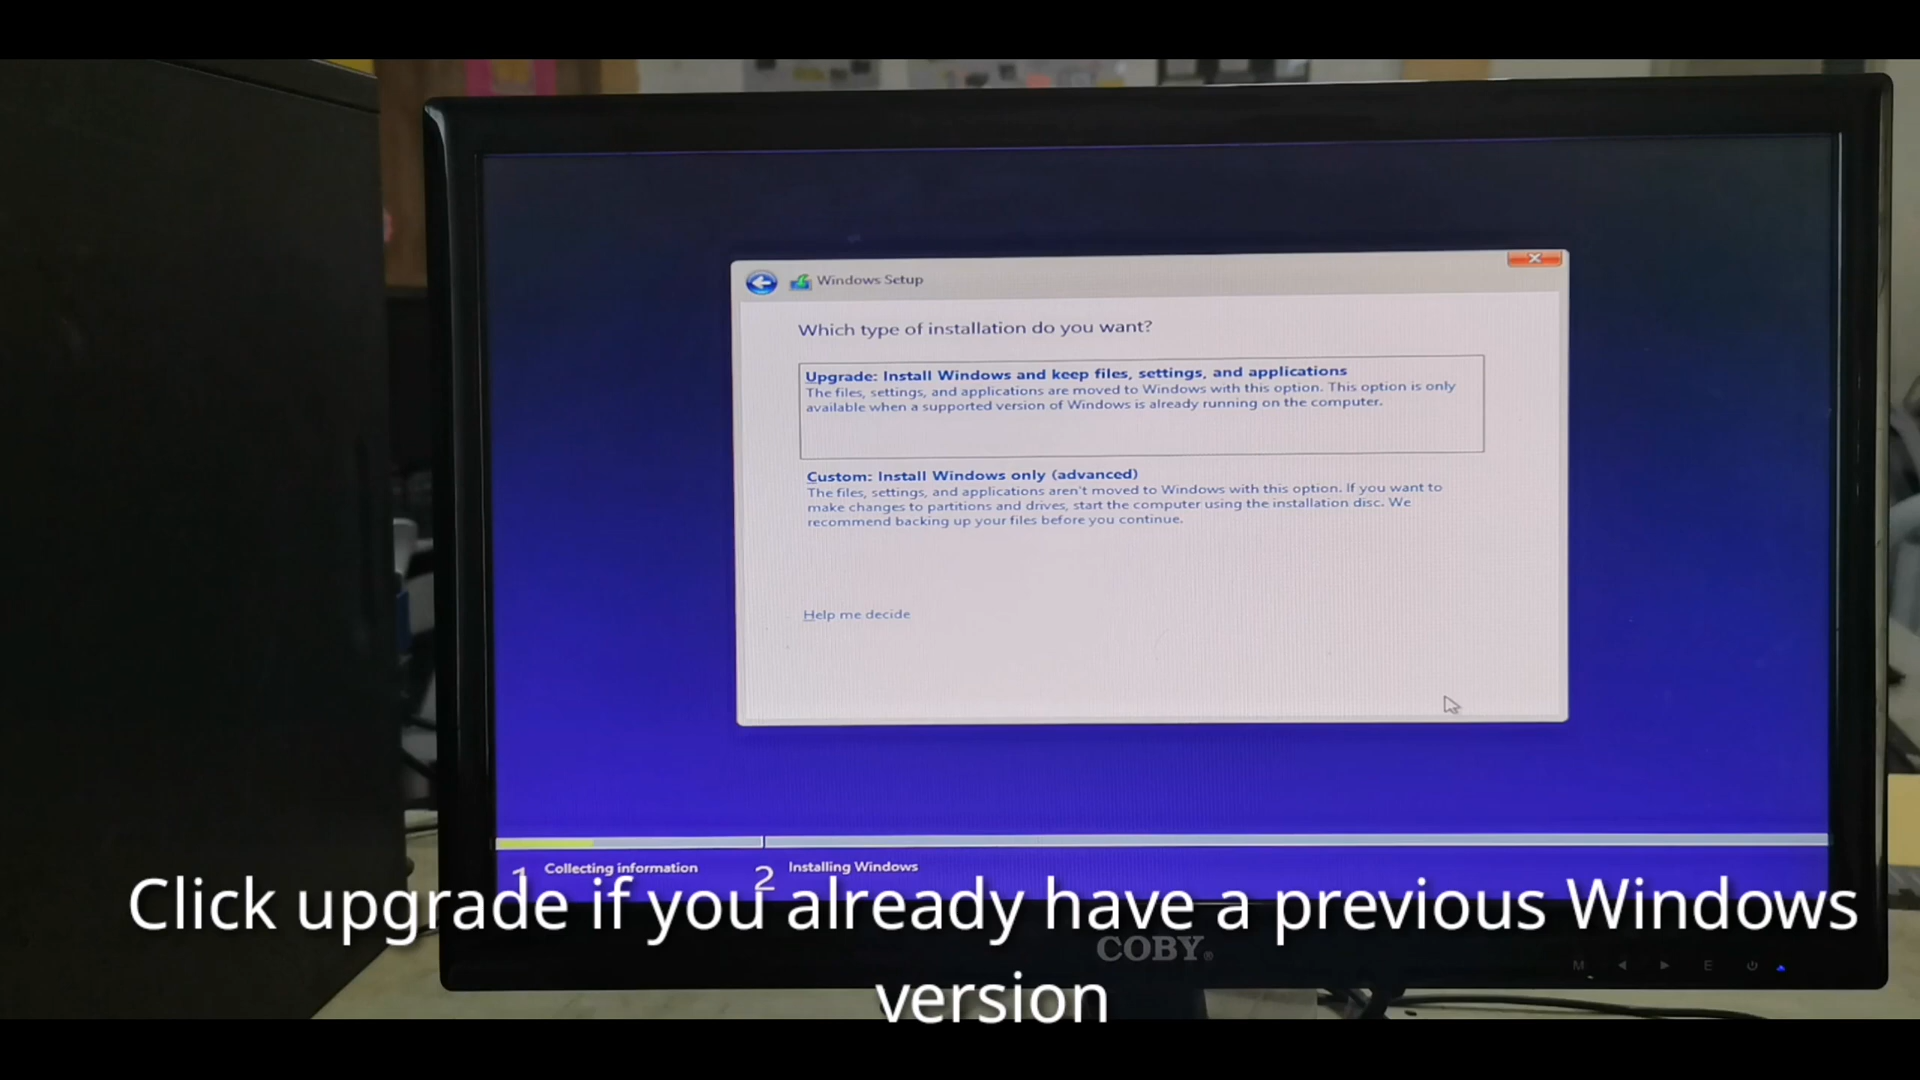 Windows Setup
Which type of installation do you want?
Upgrade: Install Windows and keep files, settings, and applications
The files, settings, and applications are moved to Windows with this option. This option is only
available when a supported version of Windows is already running on the computer.
Custom: Install Windows only (advanced)
The files, settings, and applications aren't moved to Windows with this option. If you want to
make changes to partitions and drives, start the computer using the installation disc. We
recommend backing up your files before you continue.
Help me decide
1 Collecting information 2 Installing Windows
Click upgrade if you already have a previous Windows
version
COBY®
M E